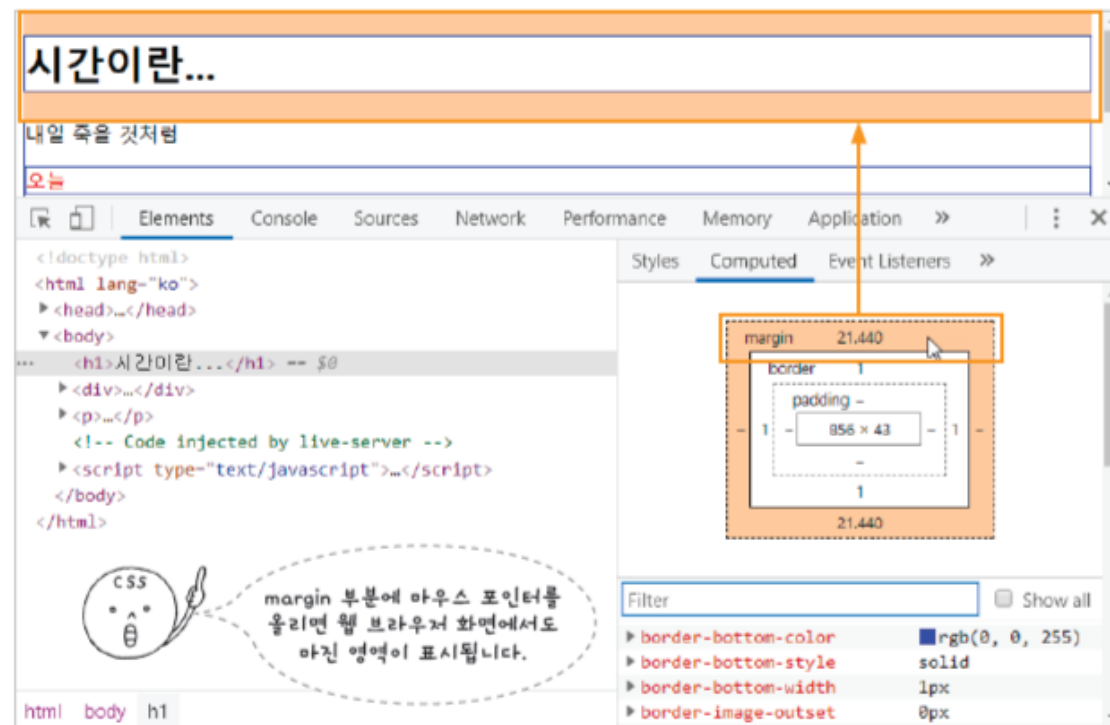 시간이란...
내일 죽을 것처럼
오늘
Elements Console Sources Network Performance Memory Application »
<!doctype html>
<html lang="ko">
<head>…</head>
<body>
<h1>시간이란...</h1> == $0
<div>…</div>
<p>…</p>
<!-- Code injected by live-server -->
<script type="text/javascript">…</script>
</body>
</html>
CSS
margin 부분에 마우스 포인터를
올리면 웹 브라우저 화면에서도
마진 영역이 표시됩니다.
html body h1
Styles Computed Event Listeners »
margin 21.440
border 1
padding –
– 1 – 856 × 43 – 1 –
–
1
21.440
Filter Show all
border-bottom-color rgb(0, 0, 255)
border-bottom-style solid
border-bottom-width 1px
border-image-outset 0px